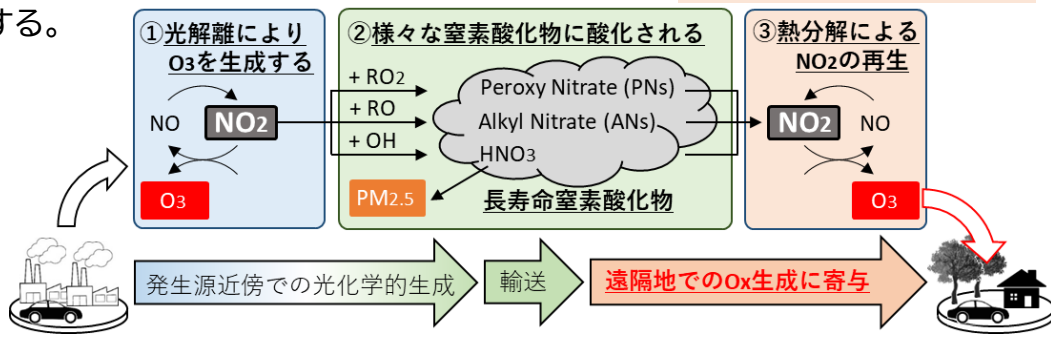 する。
①光解離により
O3を生成する
NO
NO2
O3
②様々な窒素酸化物に酸化される
+ RO2
+ RO
+ OH
Peroxy Nitrate (PNs)
Alkyl Nitrate (ANs)
HNO3
PM2.5
長寿命窒素酸化物
③熱分解による
NO2の再生
NO2
NO
O3
発生源近傍での光化学的生成
輸送
遠隔地でのOx生成に寄与